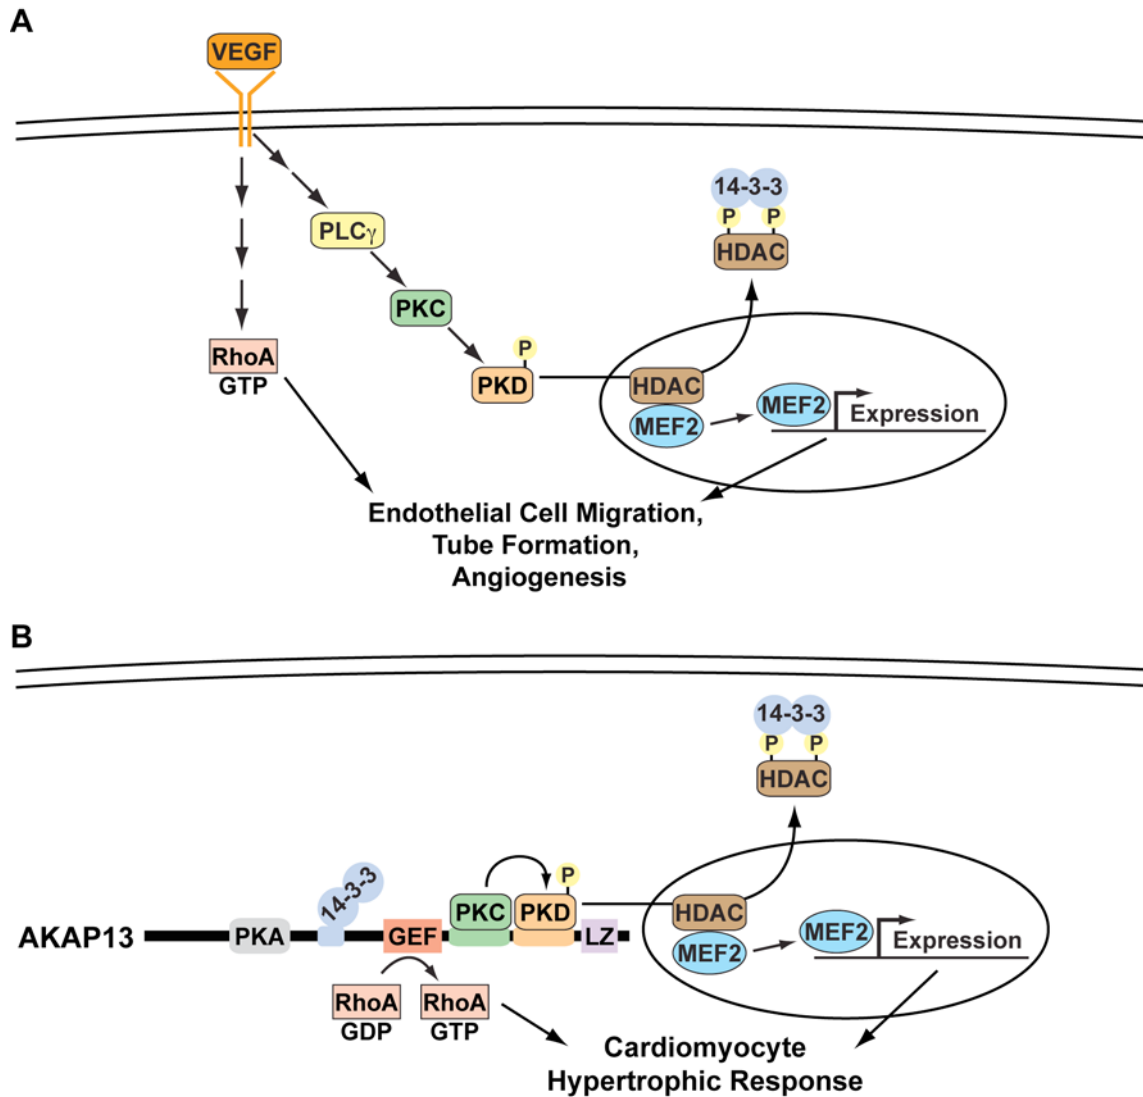 A
VEGF
14-3-3
P P
PLCγ
HDAC
PKC
RhoA
GTP
P
PKD
HDAC
MEF2
MEF2
Expression
Endothelial Cell Migration,
Tube Formation,
Angiogenesis
B
14-3-3
P P
HDAC
AKAP13
PKA
14-3-3
GEF
PKC
PKD
P
LZ
HDAC
MEF2
MEF2
Expression
RhoA
GDP
RhoA
GTP
Cardiomyocyte
Hypertrophic Response